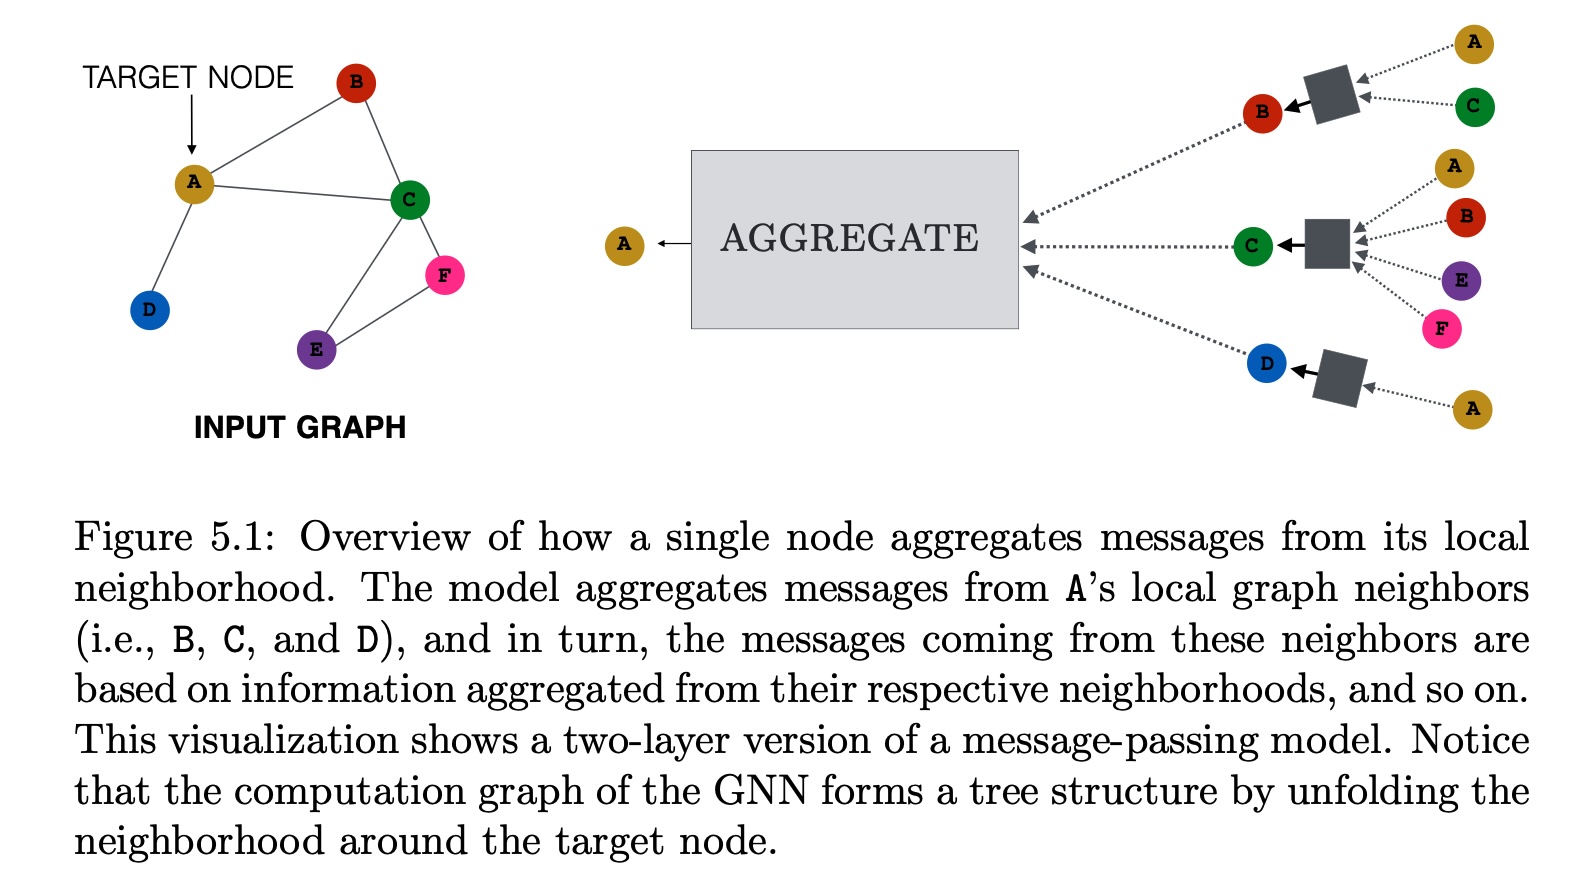 TARGET NODE
B
A
C
F
D
E
INPUT GRAPH
A
AGGREGATE
B
C
D
A
C
A
B
E
F
A
Figure 5.1: Overview of how a single node aggregates messages from its local
neighborhood. The model aggregates messages from A’s local graph neighbors
(i.e., B, C, and D), and in turn, the messages coming from these neighbors are
based on information aggregated from their respective neighborhoods, and so on.
This visualization shows a two-layer version of a message-passing model. Notice
that the computation graph of the GNN forms a tree structure by unfolding the
neighborhood around the target node.